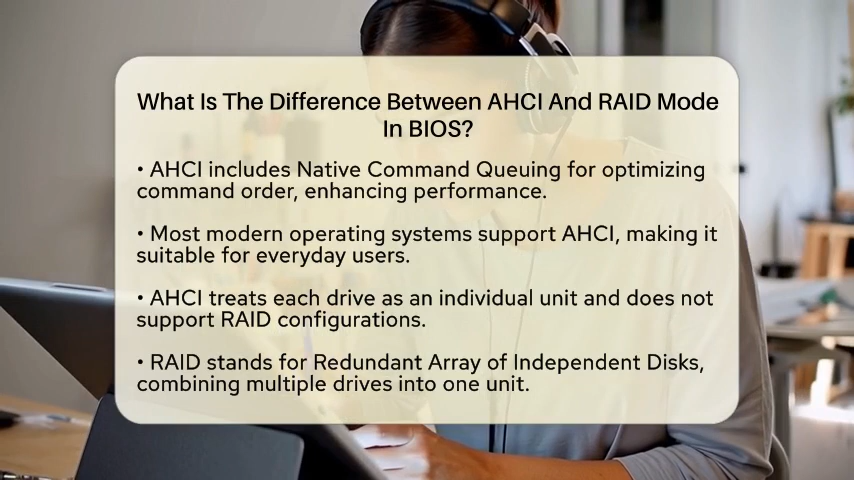 What Is The Difference Between AHCI And RAID Mode
In BIOS?
• AHCI includes Native Command Queuing for optimizing
command order, enhancing performance.
• Most modern operating systems support AHCI, making it
suitable for everyday users.
• AHCI treats each drive as an individual unit and does not
support RAID configurations.
• RAID stands for Redundant Array of Independent Disks,
combining multiple drives into one unit.